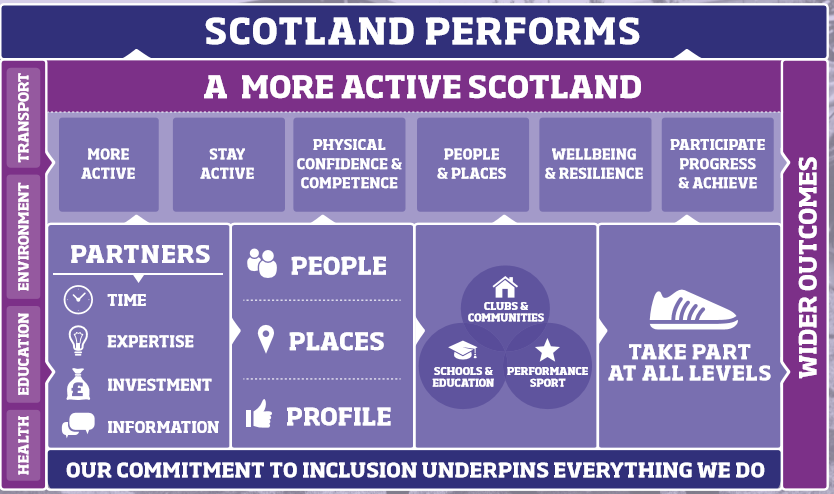 SCOTLAND PERFORMS
A MORE ACTIVE SCOTLAND
TRANSPORT
ENVIRONMENT
EDUCATION
HEALTH
MORE
ACTIVE
STAY
ACTIVE
PHYSICAL
CONFIDENCE &
COMPETENCE
PEOPLE
& PLACES
WELLBEING
& RESILIENCE
PARTICIPATE
PROGRESS
& ACHIEVE
PARTNERS
TIME
EXPERTISE
£
INVESTMENT
INFORMATION
PEOPLE
PLACES
PROFILE
CLUBS &
COMMUNITIES
SCHOOLS &
EDUCATION
PERFORMANCE
SPORT
TAKE PART
AT ALL LEVELS
WIDER OUTCOMES
OUR COMMITMENT TO INCLUSION UNDERPINS EVERYTHING WE DO